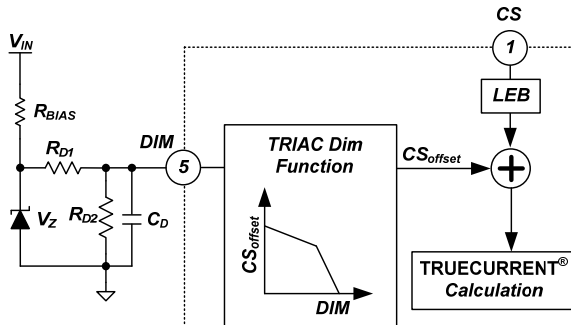 CS
1
V_IN
LEB
R_BIAS
DIM
5
TRIAC Dim
Function
CS_offset
R_D1
V_Z
R_D2
C_D
CS_offset
DIM
TRUECURRENT®
Calculation